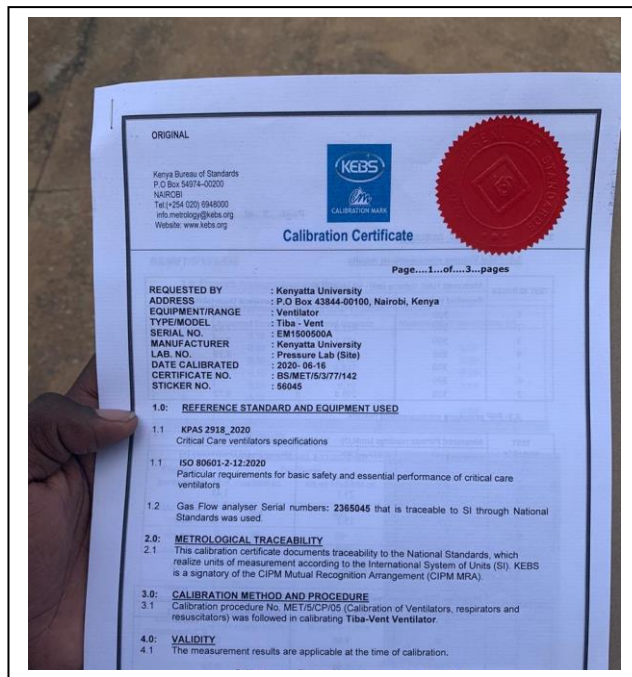 ORIGINAL
Kenya Bureau of Standards
P.O Box 54974–00200
NAIROBI
Tel:(+254 020) 6948000
info.metrology@kebs.org
Website: www.kebs.org
KEBS
CALIBRATION MARK
Calibration Certificate
Page....1...of....3...pages
REQUESTED BY : Kenyatta University
ADDRESS : P.O Box 43844-00100, Nairobi, Kenya
EQUIPMENT/RANGE : Ventilator
TYPE/MODEL : Tiba - Vent
SERIAL NO. : EM1500500A
MANUFACTURER : Kenyatta University
LAB. NO. : Pressure Lab (Site)
DATE CALIBRATED : 2020- 06-16
CERTIFICATE NO. : BS/MET/5/3/77/142
STICKER NO. : 56045
1.0: REFERENCE STANDARD AND EQUIPMENT USED
1.1 KPAS 2918_2020
Critical Care ventilators specifications
1.1 ISO 80601-2-12:2020
Particular requirements for basic safety and essential performance of critical care
ventilators
1.2 Gas Flow analyser Serial numbers: 2365045 that is traceable to SI through National
Standards was used.
2.0: METROLOGICAL TRACEABILITY
2.1 This calibration certificate documents traceability to the National Standards, which
realize units of measurement according to the International System of Units (SI). KEBS
is a signatory of the CIPM Mutual Recognition Arrangement (CIPM MRA).
3.0: CALIBRATION METHOD AND PROCEDURE
3.1 Calibration procedure No. MET/5/CP/05 (Calibration of Ventilators, respirators and
resuscitators) was followed in calibrating Tiba-Vent Ventilator.
4.0: VALIDITY
4.1 The measurement results are applicable at the time of calibration.